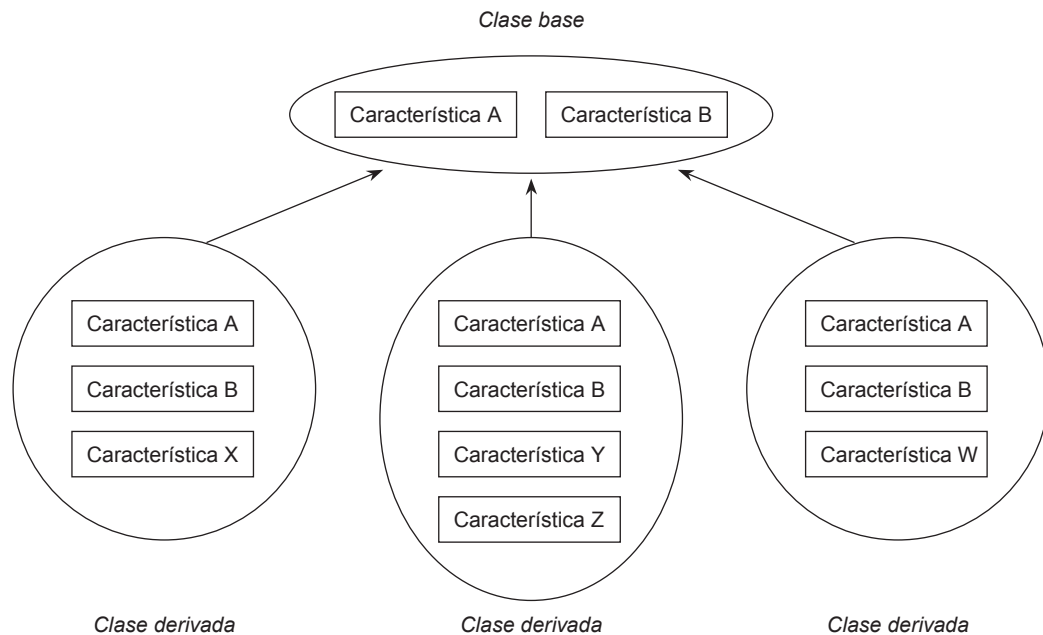 Clase base
Característica A
Característica B
Característica A
Característica B
Característica X
Característica A
Característica B
Característica Y
Característica Z
Característica A
Característica B
Característica W
Clase derivada
Clase derivada
Clase derivada